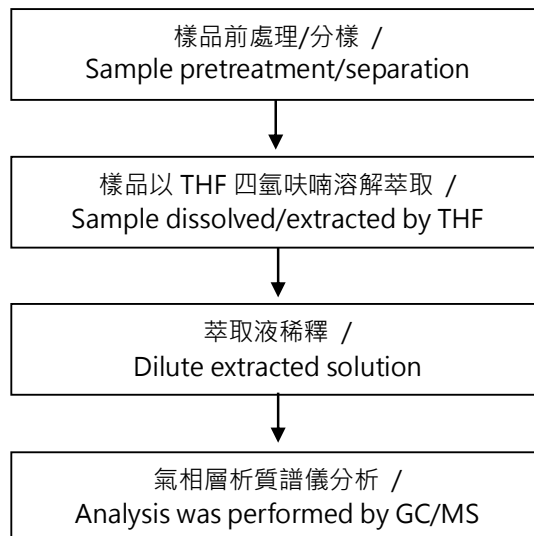 樣品前處理/分樣 /
Sample pretreatment/separation
樣品以 THF 四氫呋喃溶解萃取 /
Sample dissolved/extracted by THF
萃取液稀釋 /
Dilute extracted solution
氣相層析質譜儀分析 /
Analysis was performed by GC/MS